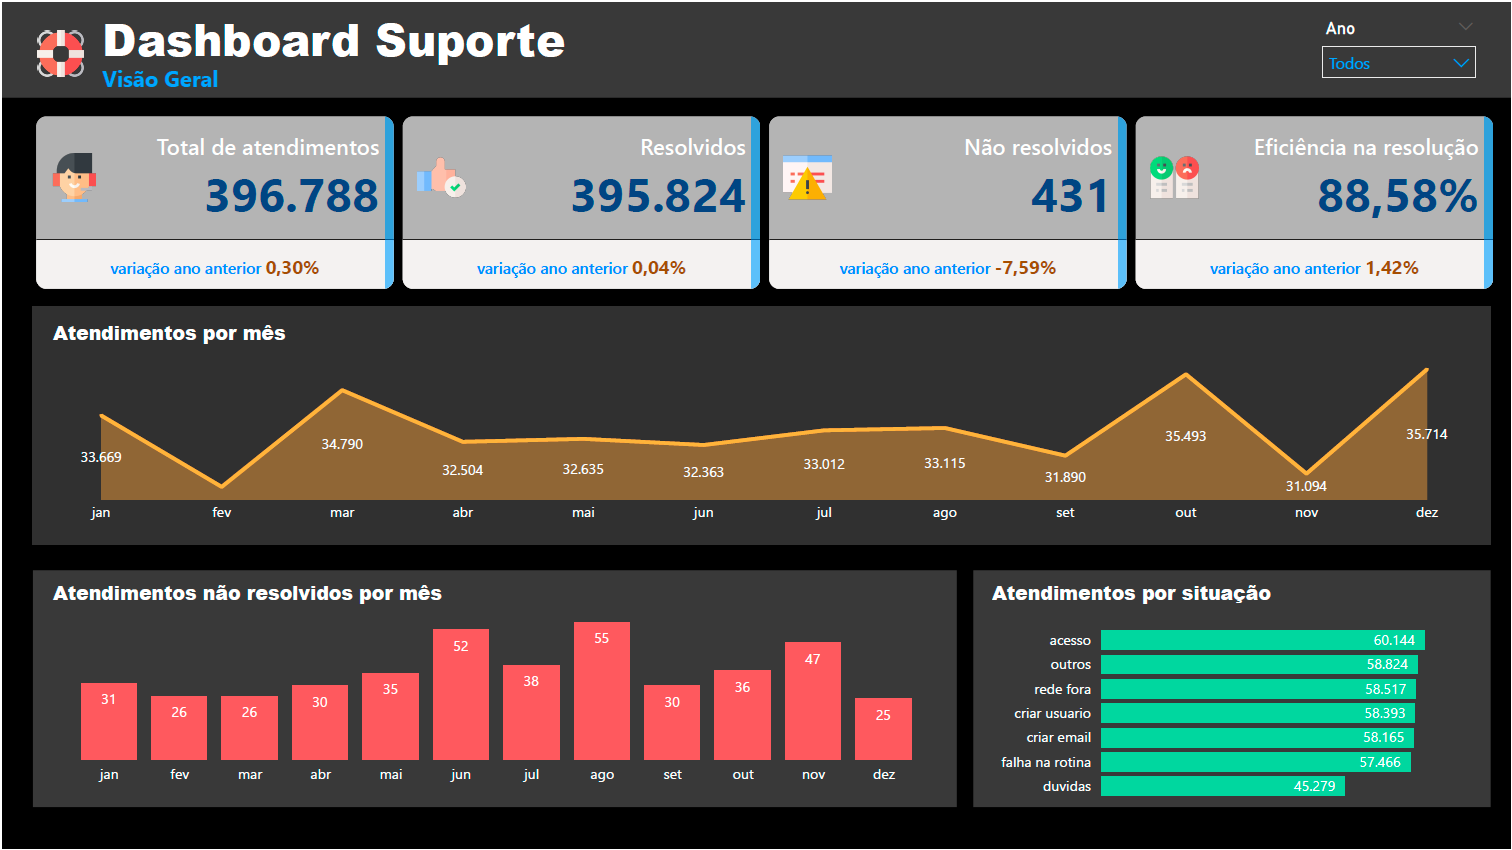 Dashboard Suporte
Visão Geral
Ano
Todos
Total de atendimentos
396.788
variação ano anterior 0,30%
Resolvidos
395.824
variação ano anterior 0,04%
Não resolvidos
431
variação ano anterior -7,59%
Eficiência na resolução
88,58%
variação ano anterior 1,42%
Atendimentos por mês
33.669 34.790 32.504 32.635 32.363 33.012 33.115 31.890 35.493 31.094 35.714
jan fev mar abr mai jun jul ago set out nov dez
Atendimentos não resolvidos por mês
31 26 26 30 35 52 38 55 30 36 47 25
jan fev mar abr mai jun jul ago set out nov dez
Atendimentos por situação
acesso 60.144
outros 58.824
rede fora 58.517
criar usuario 58.393
criar email 58.165
falha na rotina 57.466
duvidas 45.279